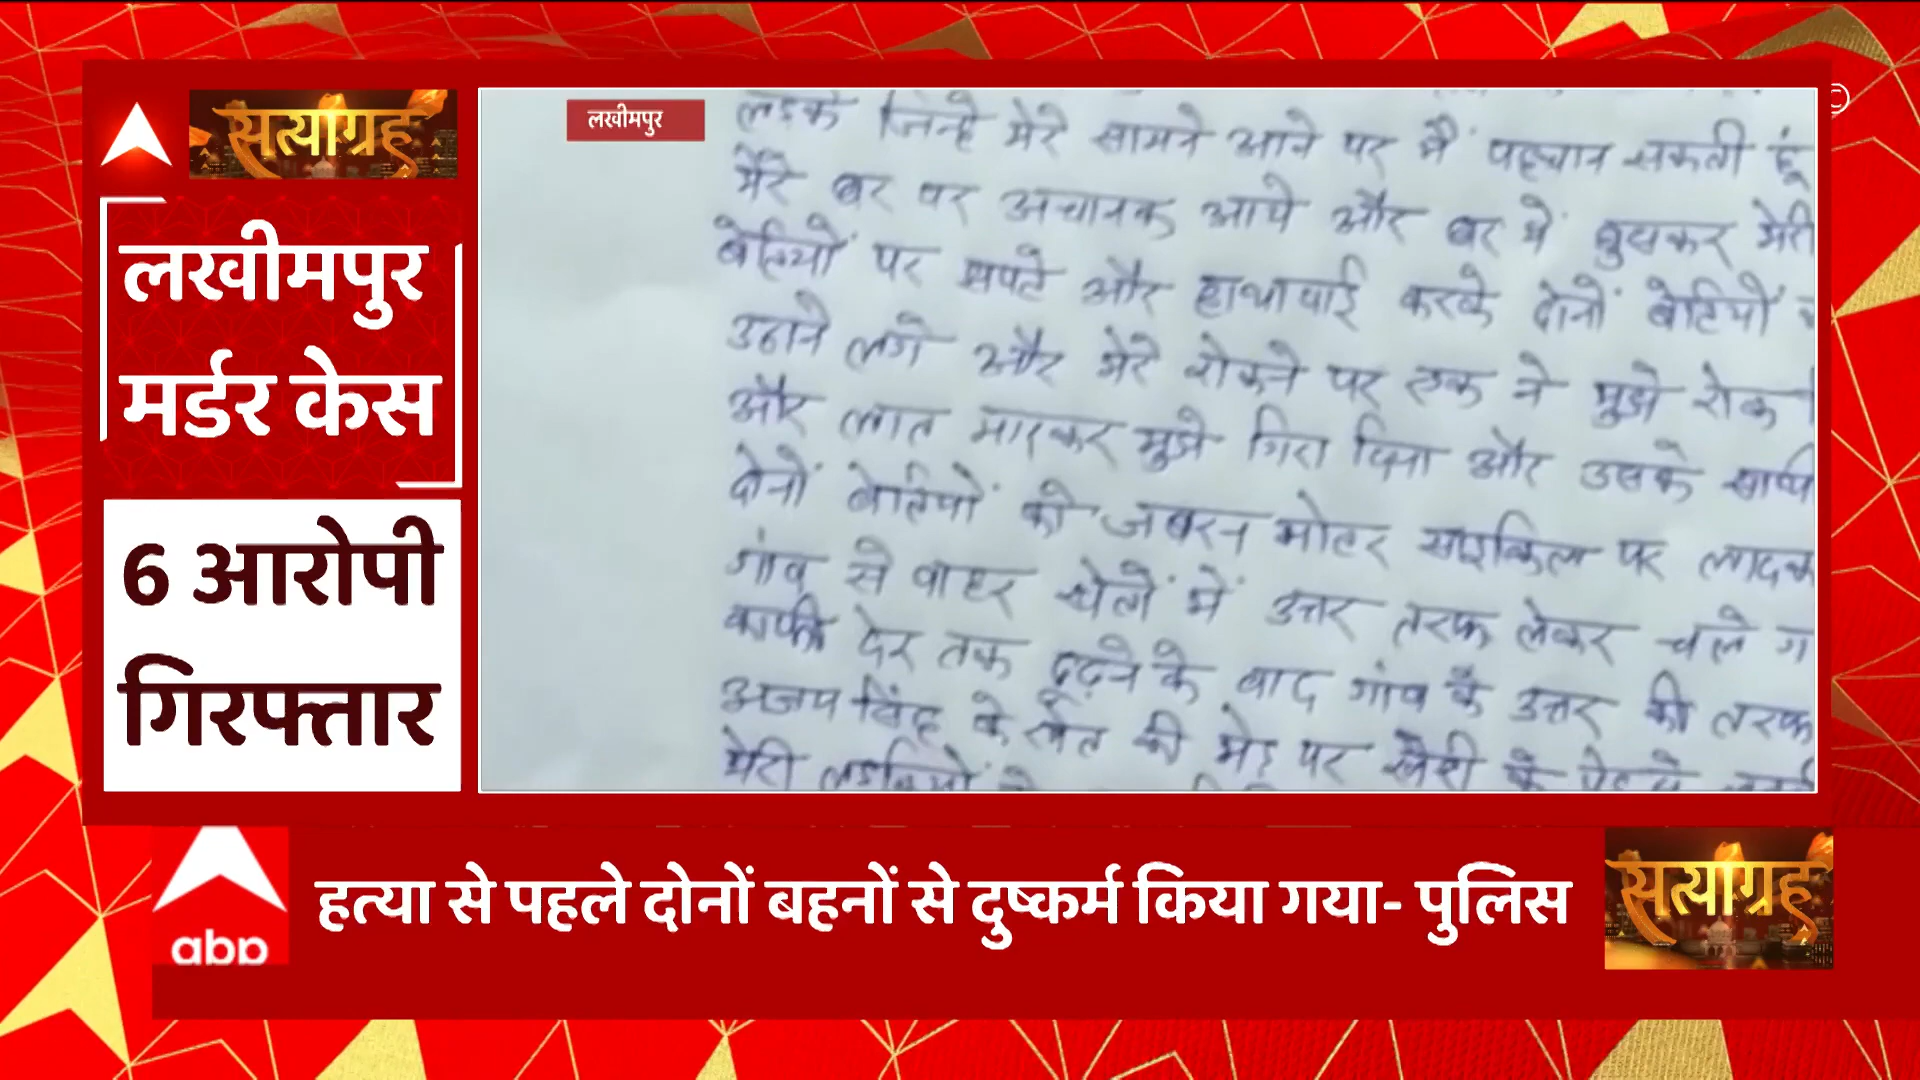 सत्याग्रह
लखीमपुर
मर्डर केस
6 आरोपी
गिरफ्तार
लखीमपुर
लडके जिन्हे मेरे सामने आने पर मैं पहचान सकती हूं
मेरे घर पर अचानक आये और घर में घुसकर मेरी
बेटियों पर झपटे और हाथापाई करके दोनों बेटियों
उठाने लगे और मेरे रोकने पर एक ने मुझे रोक
और लात मारकर मुझे गिरा दिया और उसके साथी
दोनों बेटियों को जबरन मोटर साइकिल पर लादक
गांव से बाहर खेतों में उत्तर तरफ लेकर चले ग
काफी देर तक ढूढ़ने के बाद गांव के उत्तर की तरफ
अजय सिंह के खेत की मेड़ पर खैरी के पेड़ से
मेरी लडकियों
©
abp
हत्या से पहले दोनों बहनों से दुष्कर्म किया गया- पुलिस
सत्याग्रह